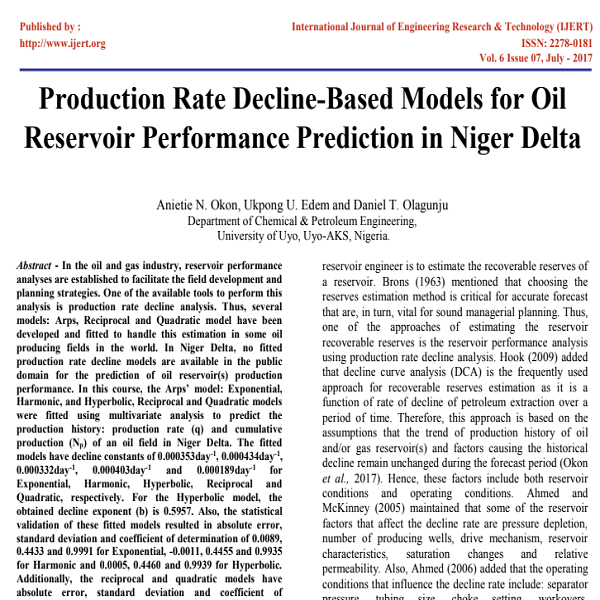 Published by :
http://www.ijert.org
International Journal of Engineering Research & Technology (IJERT)
ISSN: 2278-0181
Vol. 6 Issue 07, July - 2017
Production Rate Decline-Based Models for Oil
Reservoir Performance Prediction in Niger Delta
Anietie N. Okon, Ukpong U. Edem and Daniel T. Olagunju
Department of Chemical & Petroleum Engineering,
University of Uyo, Uyo-AKS, Nigeria.
Abstract - In the oil and gas industry, reservoir performance
analyses are established to facilitate the field development and
planning strategies. One of the available tools to perform this
analysis is production rate decline analysis. Thus, several
models: Arps, Reciprocal and Quadratic model have been
developed and fitted to handle this estimation in some oil
producing fields in the world. In Niger Delta, no fitted
production rate decline models are available in the public
domain for the prediction of oil reservoir(s) production
performance. In this course, the Arps' model: Exponential,
Harmonic, and Hyperbolic, Reciprocal and Quadratic models
were fitted using multivariate analysis to predict the
production history: production rate (q) and cumulative
production (Np) of an oil field in Niger Delta. The fitted
models have decline constants of 0.000353day-1, 0.000434day-1,
0.000332day-1, 0.000403day-1 and 0.000189day-1 for
Exponential, Harmonic, Hyperbolic, Reciprocal and
Quadratic, respectively. For the Hyperbolic model, the
obtained decline exponent (b) is 0.5957. Also, the statistical
validation of these fitted models resulted in absolute error,
standard deviation and coefficient of determination of 0.0089,
0.4433 and 0.9991 for Exponential, -0.0011, 0.4455 and 0.9935
for Harmonic and 0.0005, 0.4460 and 0.9939 for Hyperbolic.
Additionally, the reciprocal and quadratic models have
absolute error, standard deviation and coefficient of
reservoir engineer is to estimate the recoverable reserves of
a reservoir. Brons (1963) mentioned that choosing the
reserves estimation method is critical for accurate forecast
that are, in turn, vital for sound managerial planning. Thus,
one of the approaches of estimating the reservoir
recoverable reserves is the reservoir performance analysis
using production rate decline analysis. Hook (2009) added
that decline curve analysis (DCA) is the frequently used
approach for recoverable reserves estimation as it is a
function of rate of decline of petroleum extraction over a
period of time. Therefore, this approach is based on the
assumptions that the trend of production history of oil
and/or gas reservoir(s) and factors causing the historical
decline remain unchanged during the forecast period (Okon
et al., 2017). Hence, these factors include both reservoir
conditions and operating conditions. Ahmed and
McKinney (2005) maintained that some of the reservoir
factors that affect the decline rate are pressure depletion,
number of producing wells, drive mechanism, reservoir
characteristics, saturation changes and relative
permeability. Also, Ahmed (2006) added that the operating
conditions that influence the decline rate include: separator
pressure, tubing size, choke setting, workovers,